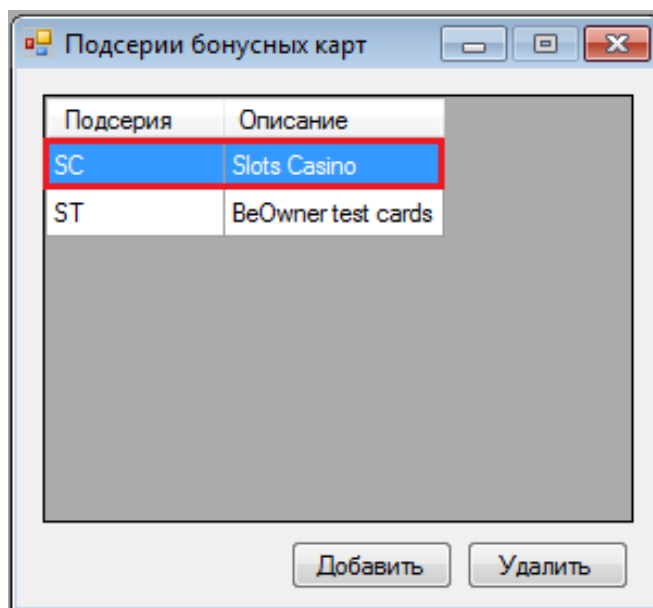 Подсерии бонусных карт
Подсерия Описание
SC Slots Casino
ST BeOwner test cards
Добавить Удалить